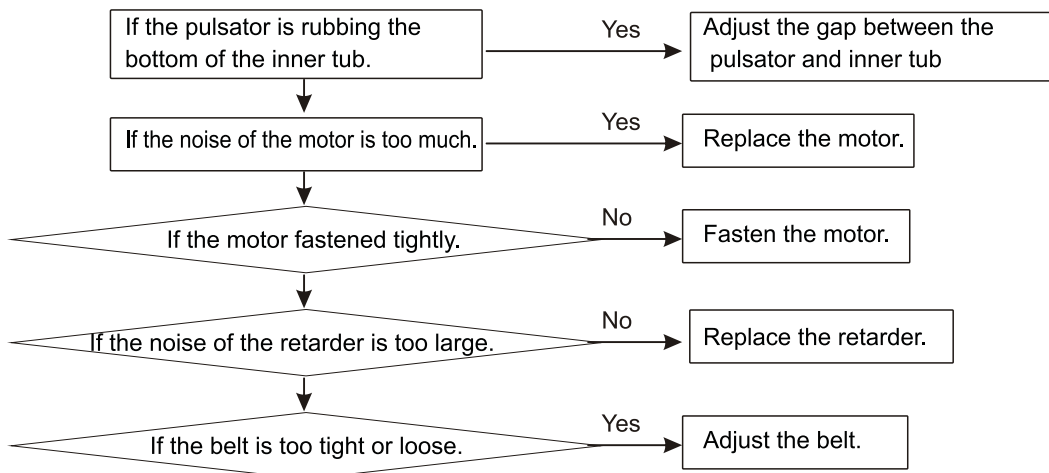 If the pulsator is rubbing the
bottom of the inner tub.
Yes
Adjust the gap between the
pulsator and inner tub
If the noise of the motor is too much.
Yes
Replace the motor.
If the motor fastened tightly.
No
Fasten the motor.
If the noise of the retarder is too large.
No
Replace the retarder.
If the belt is too tight or loose.
Yes
Adjust the belt.